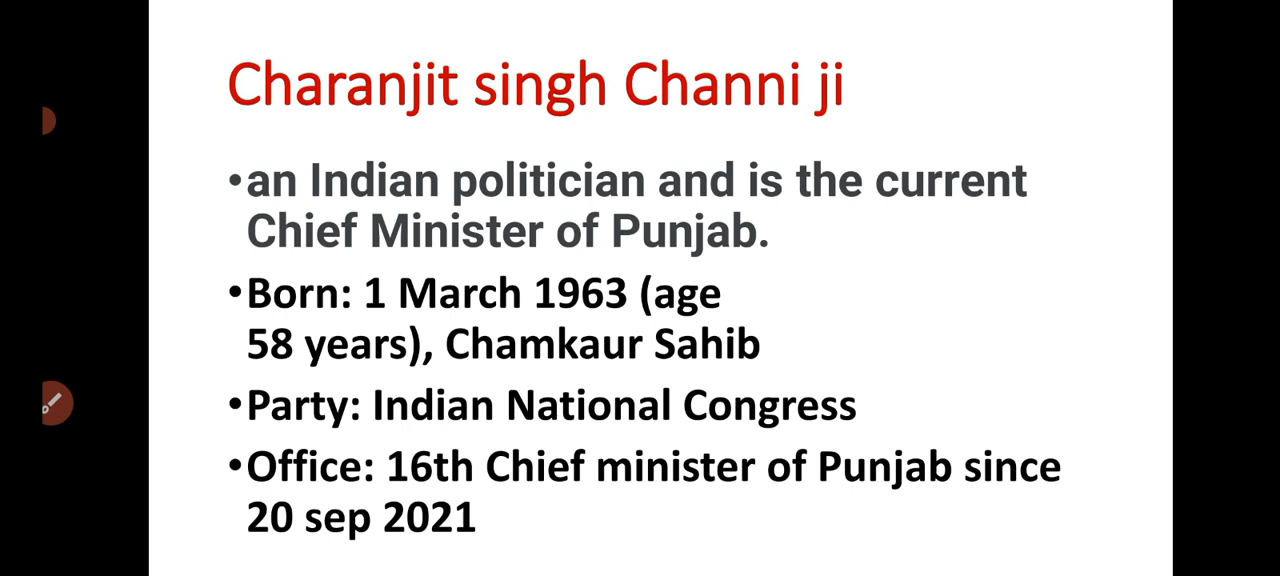 Charanjit singh Channi ji
•an Indian politician and is the current
Chief Minister of Punjab.
•Born: 1 March 1963 (age
58 years), Chamkaur Sahib
•Party: Indian National Congress
•Office: 16th Chief minister of Punjab since
20 sep 2021